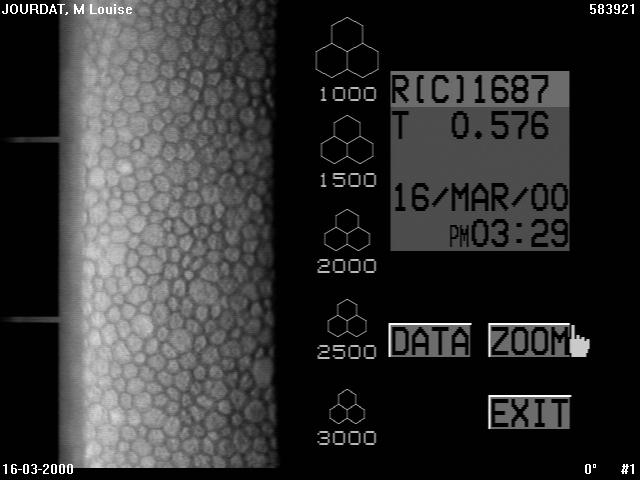 JOURDAT, M Louise
583921
1000
R[C]1687
T 0.576
1500
16/MAR/00
PM03:29
2000
2500
DATA
ZOOM
EXIT
3000
16-03-2000
0°
#1